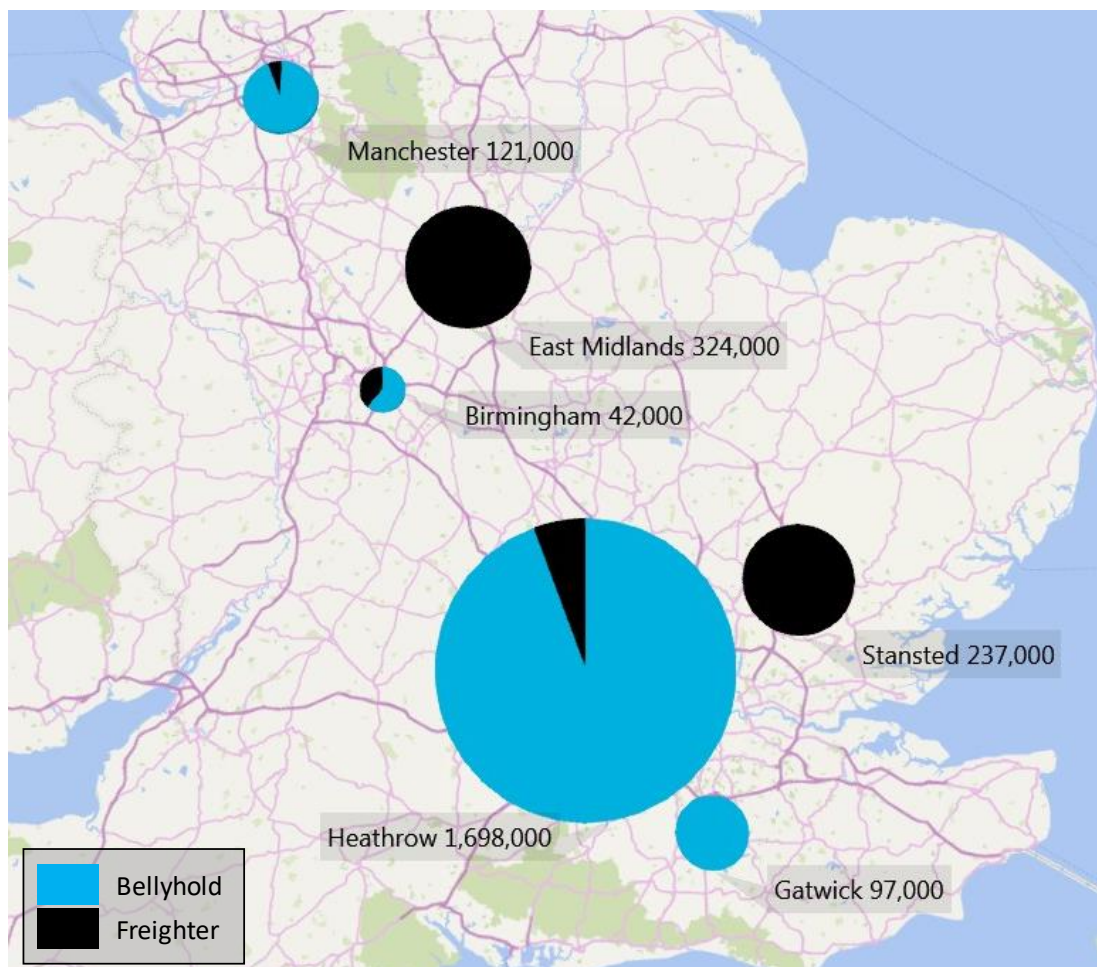 Manchester 121,000
East Midlands 324,000
Birmingham 42,000
Stansted 237,000
Heathrow 1,698,000
Gatwick 97,000
Bellyhold
Freighter